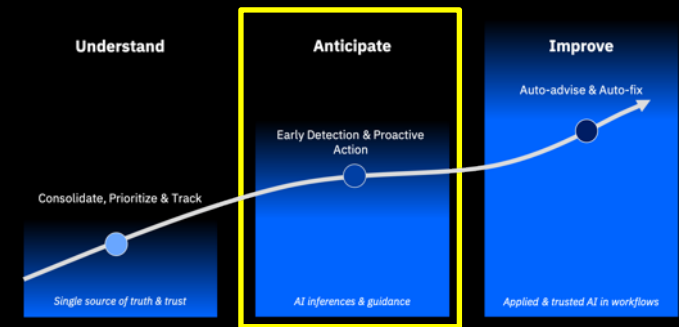 Understand
Consolidate, Prioritize & Track
Single source of truth & trust
Anticipate
Early Detection & Proactive
Action
AI inferences & guidance
Improve
Auto-advise & Auto-fix
Applied & trusted AI in workflows